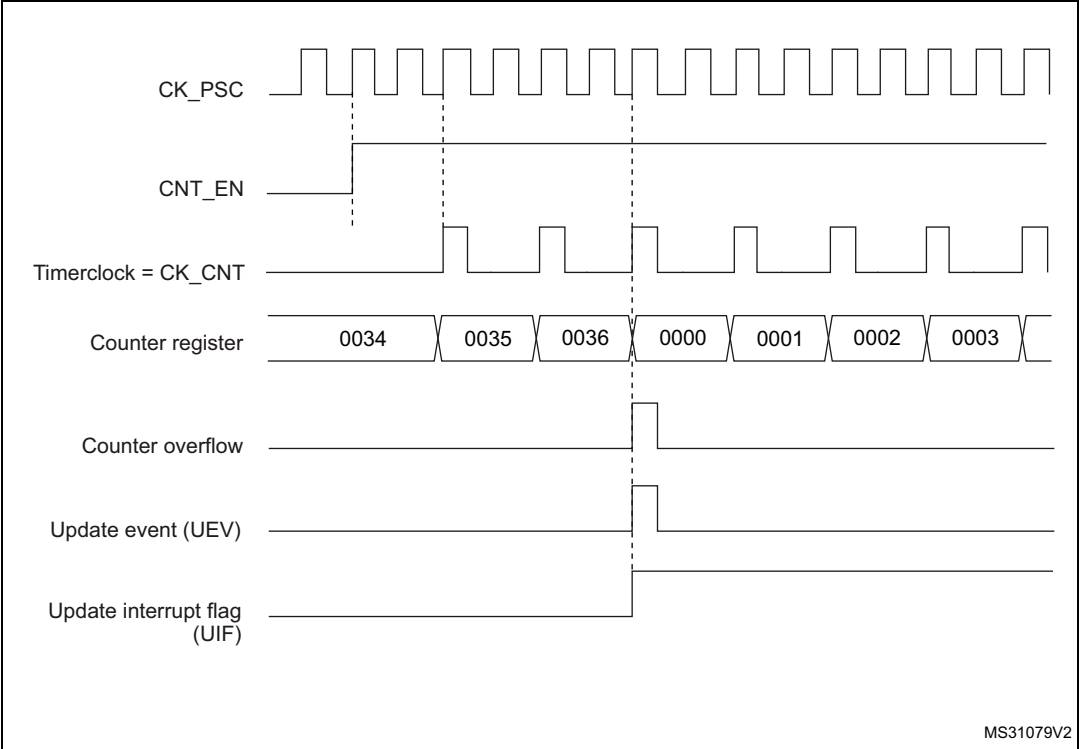 CK_PSC
CNT_EN
Timerclock = CK_CNT
Counter register
0034 0035 0036 0000 0001 0002 0003
Counter overflow
Update event (UEV)
Update interrupt flag
(UIF)
MS31079V2